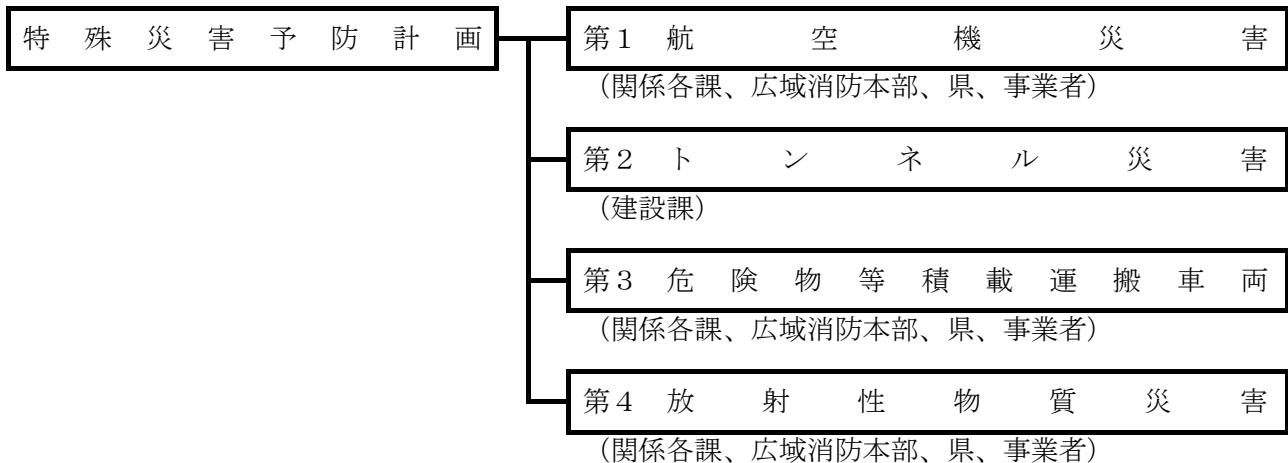 特殊災害予防計画
第1 航空機災害
(関係各課、広域消防本部、県、事業者)
第2 トンネル災害
(建設課)
第3 危険物等積載運搬車両
(関係各課、広域消防本部、県、事業者)
第4 放射性物質災害
(関係各課、広域消防本部、県、事業者)